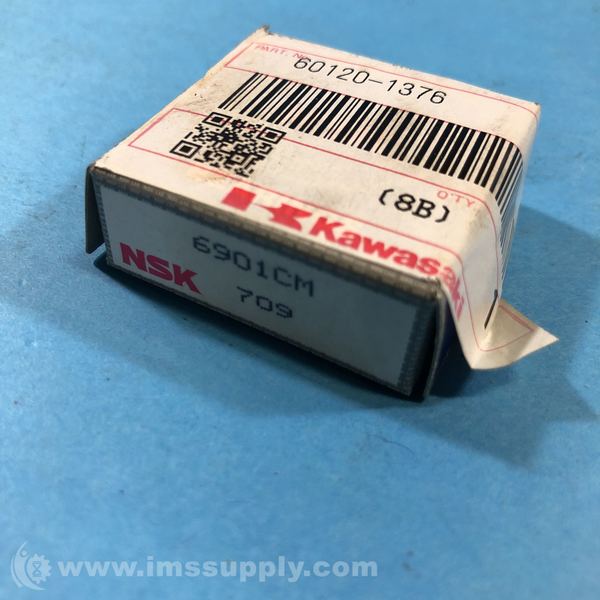 PART. No.
60120-1376
(8B)
Q'TY
Kawasaki
6901CM
NSK
709
www.imssupply.com